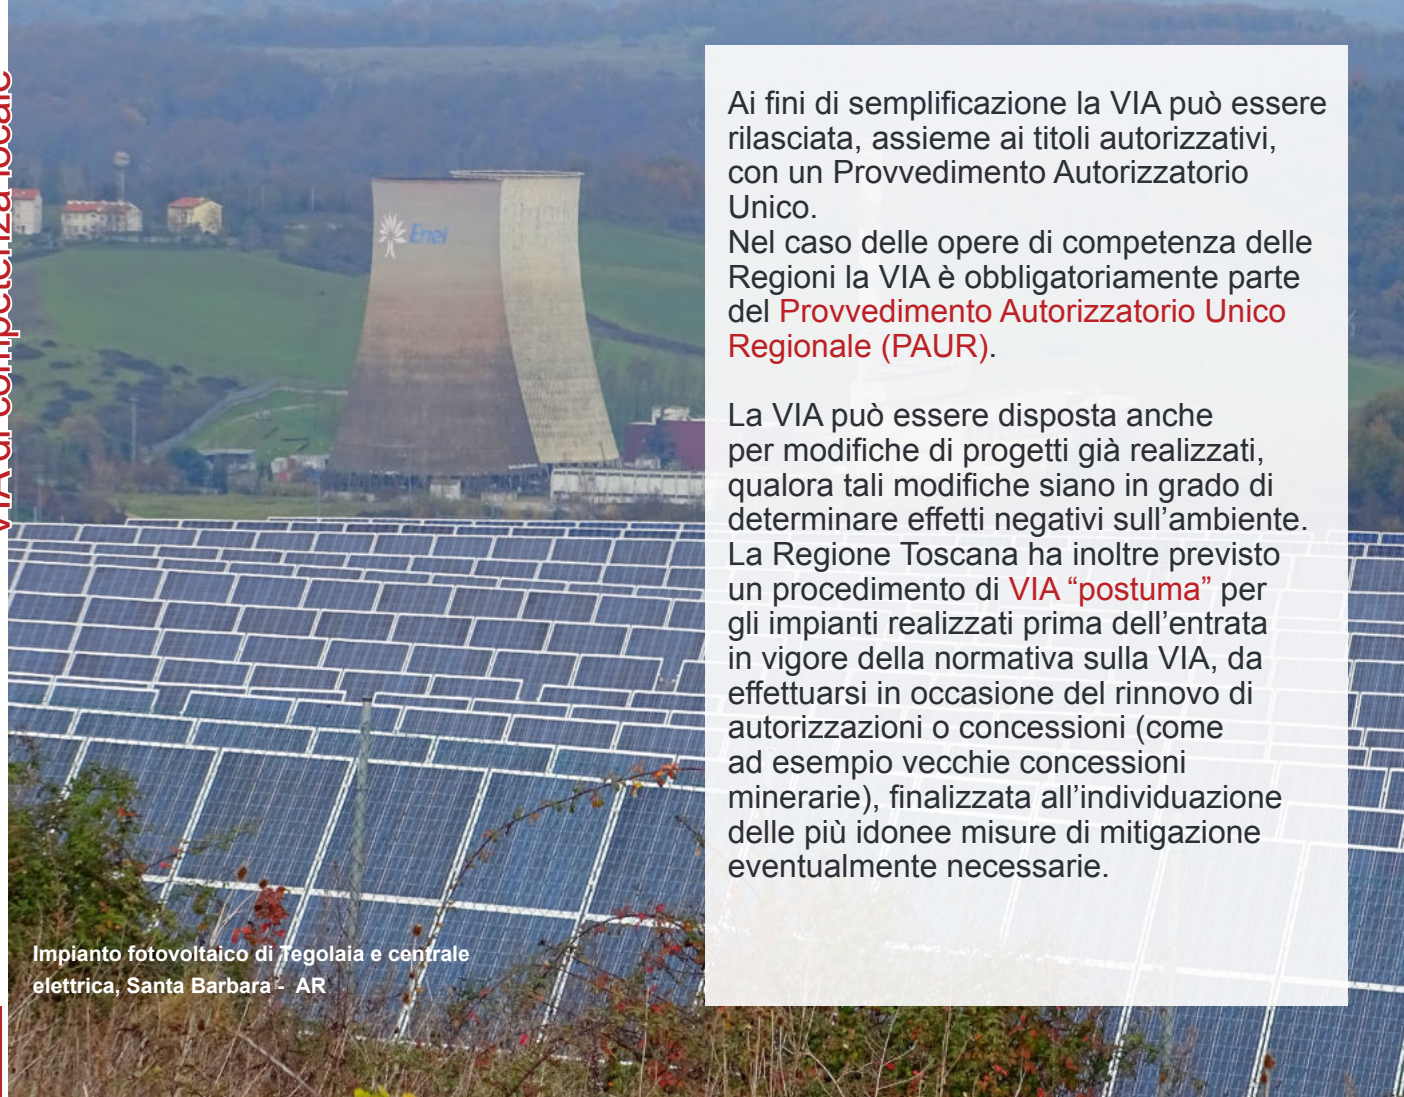 VIA di competenza locale
Enel
Ai fini di semplificazione la VIA può essere
rilasciata, assieme ai titoli autorizzativi,
con un Provvedimento Autorizzatorio
Unico.
Nel caso delle opere di competenza delle
Regioni la VIA è obbligatoriamente parte
del Provvedimento Autorizzatorio Unico
Regionale (PAUR).
La VIA può essere disposta anche
per modifiche di progetti già realizzati,
qualora tali modifiche siano in grado di
determinare effetti negativi sull’ambiente.
La Regione Toscana ha inoltre previsto
un procedimento di VIA “postuma” per
gli impianti realizzati prima dell’entrata
in vigore della normativa sulla VIA, da
effettuarsi in occasione del rinnovo di
autorizzazioni o concessioni (come
ad esempio vecchie concessioni
minerarie), finalizzata all’individuazione
delle più idonee misure di mitigazione
eventualmente necessarie.
Impianto fotovoltaico di Tegolaia e centrale
elettrica, Santa Barbara - AR